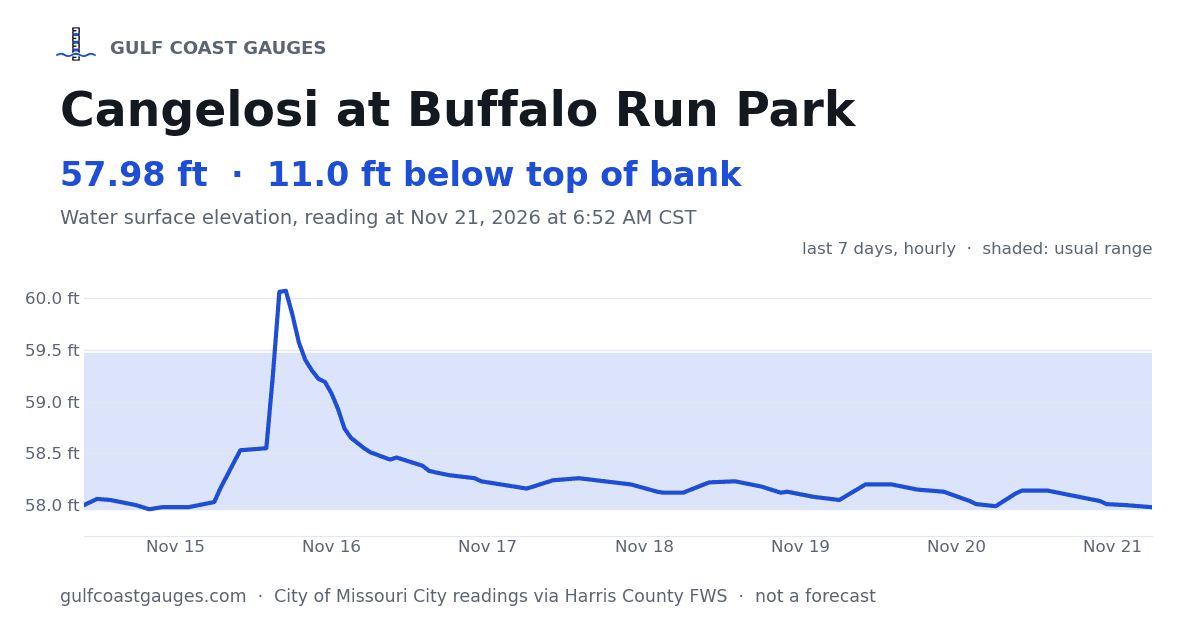 GULF COAST GAUGES
Cangelosi at Buffalo Run Park
57.98 ft · 11.0 ft below top of bank
Water surface elevation, reading at Nov 21, 2026 at 6:52 AM CST
last 7 days, hourly · shaded: usual range
60.0 ft
59.5 ft
59.0 ft
58.5 ft
58.0 ft
Nov 15 Nov 16 Nov 17 Nov 18 Nov 19 Nov 20 Nov 21
gulfcoastgauges.com · City of Missouri City readings via Harris County FWS · not a forecast